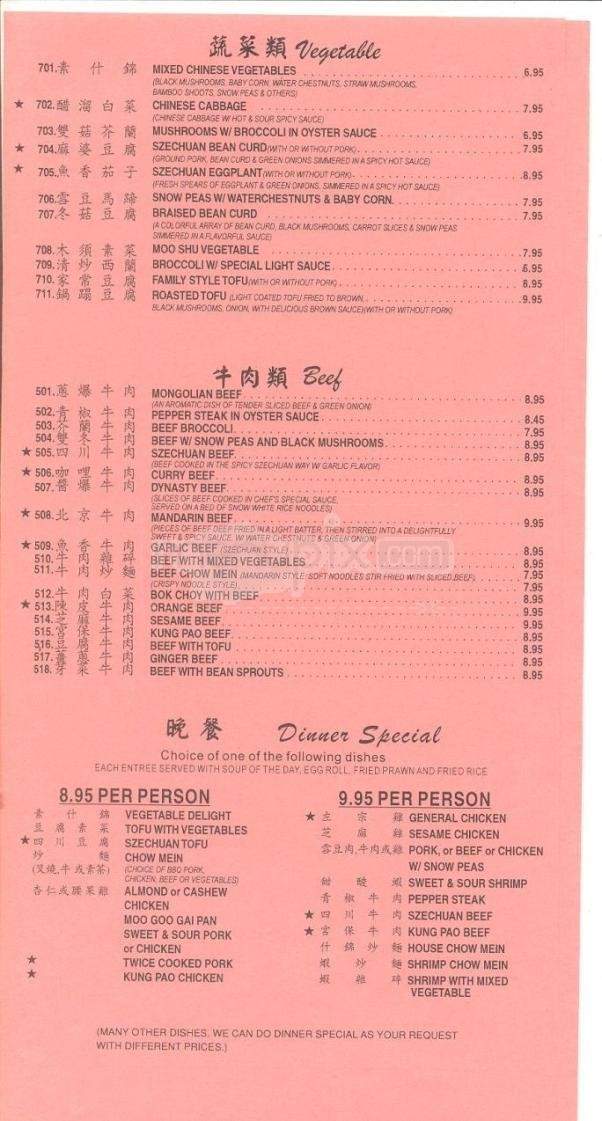 蔬菜類 Vegetable
701. 素什錦 MIXED CHINESE VEGETABLES 6.95
(BLACK MUSHROOMS, BABY CORN, WATER CHESTNUTS, STRAW MUSHROOMS,
BAMBOO SHOOTS, SNOW PEAS & OTHERS)
★ 702. 醋溜白菜 CHINESE CABBAGE 7.95
(CHINESE CABBAGE W/ HOT & SOUR SPICY SAUCE)
703. 雙菇芥蘭 MUSHROOMS W/ BROCCOLI IN OYSTER SAUCE 6.95
★ 704. 麻婆豆腐 SZECHUAN BEAN CURD (WITH OR WITHOUT PORK) 7.95
(GROUND PORK, BEAN CURD & GREEN ONIONS SIMMERED IN A SPICY HOT SAUCE)
★ 705. 魚香茄子 SZECHUAN EGGPLANT (WITH OR WITHOUT PORK) 8.95
(FRESH SPEARS OF EGGPLANT & GREEN ONIONS, SIMMERED IN A SPICY HOT SAUCE)
706. 雪豆馬蹄 SNOW PEAS W/ WATERCHESTNUTS & BABY CORN. 7.95
707. 冬菇豆腐 BRAISED BEAN CURD 7.95
(A COLORFUL ARRAY OF BEAN CURD, BLACK MUSHROOMS, CARROT SLICES & SNOW PEAS
SIMMERED IN A FLAVORFUL SAUCE)
708. 木須素菜 MOO SHU VEGETABLE 7.95
709. 清炒西蘭 BROCCOLI W/ SPECIAL LIGHT SAUCE 6.95
710. 家常豆腐 FAMILY STYLE TOFU (WITH OR WITHOUT PORK) 8.95
711. 鍋蹋豆腐 ROASTED TOFU (LIGHT COATED TOFU FRIED TO BROWN, 9.95
BLACK MUSHROOMS, ONION, WITH DELICIOUS BROWN SAUCE)(WITH OR WITHOUT PORK)
牛肉類 Beef
501. 蔥爆牛肉 MONGOLIAN BEEF 8.95
(AN AROMATIC DISH OF TENDER SLICED BEEF & GREEN ONION)
502. 青椒牛肉 PEPPER STEAK IN OYSTER SAUCE 8.45
503. 芥蘭牛肉 BEEF BROCCOLI 7.95
504. 雙冬牛肉 BEEF W/ SNOW PEAS AND BLACK MUSHROOMS 8.95
★ 505. 四川牛肉 SZECHUAN BEEF 8.95
(BEEF COOKED IN THE SPICY SZECHUAN WAY W/ GARLIC FLAVOR)
★ 506. 咖哩牛肉 CURRY BEEF 8.95
507. 醬爆牛肉 DYNASTY BEEF 8.95
(SLICES OF BEEF COOKED IN CHEF'S SPECIAL SAUCE,
SERVED ON A BED OF SNOW WHITE RICE NOODLES)
★ 508. 北京牛肉 MANDARIN BEEF 9.95
(PIECES OF BEEF DEEP FRIED IN A LIGHT BATTER, THEN STIRRED INTO A DELIGHTFULLY
SWEET & SPICY SAUCE, W/ WATER CHESTNUTS & GREEN ONION)
★ 509. 魚香牛肉 GARLIC BEEF (SZECHUAN STYLE) 8.95
510. 牛肉雜碎 BEEF WITH MIXED VEGETABLES 8.95
511. 牛肉炒麵 BEEF CHOW MEIN (MANDARIN STYLE: SOFT NOODLES STIR FRIED WITH SLICED BEEF) 7.95
(CRISPY NOODLE STYLE) 7.95
512. 牛肉白菜 BOK CHOY WITH BEEF 8.95
★ 513. 陳皮牛肉 ORANGE BEEF 9.95
514. 芝麻牛肉 SESAME BEEF 9.95
515. 宮保牛肉 KUNG PAO BEEF 8.95
516. 豆腐牛肉 BEEF WITH TOFU 8.95
517. 薑蔥牛肉 GINGER BEEF 8.95
518. 芽菜牛肉 BEEF WITH BEAN SPROUTS 8.95
晚餐 Dinner Special
Choice of one of the following dishes
EACH ENTREE SERVED WITH SOUP OF THE DAY, EGG ROLL, FRIED PRAWN AND FRIED RICE
8.95 PER PERSON
素什錦 VEGETABLE DELIGHT
豆腐素菜 TOFU WITH VEGETABLES
★ 四川豆腐 SZECHUAN TOFU
炒麵 CHOW MEIN
(叉燒,牛或素菜) (CHOICE OF BBQ PORK,
CHICKEN, BEEF OR VEGETABLES)
杏仁或腰果雞 ALMOND or CASHEW
CHICKEN
MOO GOO GAI PAN
SWEET & SOUR PORK
or CHICKEN
★ TWICE COOKED PORK
★ KUNG PAO CHICKEN
9.95 PER PERSON
★ 左宗雞 GENERAL CHICKEN
芝麻雞 SESAME CHICKEN
雪豆肉,牛肉或雞 PORK, or BEEF or CHICKEN
W/ SNOW PEAS
甜酸蝦 SWEET & SOUR SHRIMP
青椒牛肉 PEPPER STEAK
★ 四川牛肉 SZECHUAN BEEF
★ 宮保牛肉 KUNG PAO BEEF
什錦炒麵 HOUSE CHOW MEIN
蝦炒麵 SHRIMP CHOW MEIN
蝦雜碎 SHRIMP WITH MIXED
VEGETABLE
(MANY OTHER DISHES, WE CAN DO DINNER SPECIAL AS YOUR REQUEST
WITH DIFFERENT PRICES.)